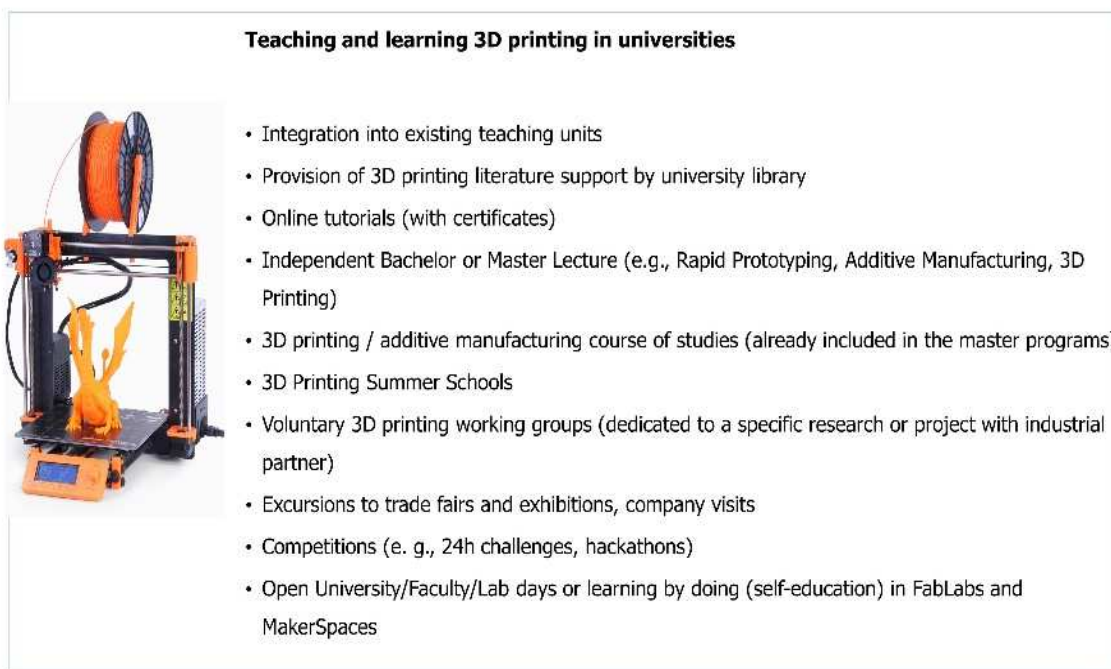 Teaching and learning 3D printing in universities
• Integration into existing teaching units
• Provision of 3D printing literature support by university library
• Online tutorials (with certificates)
• Independent Bachelor or Master Lecture (e.g., Rapid Prototyping, Additive Manufacturing, 3D
Printing)
• 3D printing / additive manufacturing course of studies (already included in the master programs)
• 3D Printing Summer Schools
• Voluntary 3D printing working groups (dedicated to a specific research or project with industrial
partner)
• Excursions to trade fairs and exhibitions, company visits
• Competitions (e. g., 24h challenges, hackathons)
• Open University/Faculty/Lab days or learning by doing (self-education) in FabLabs and
MakerSpaces